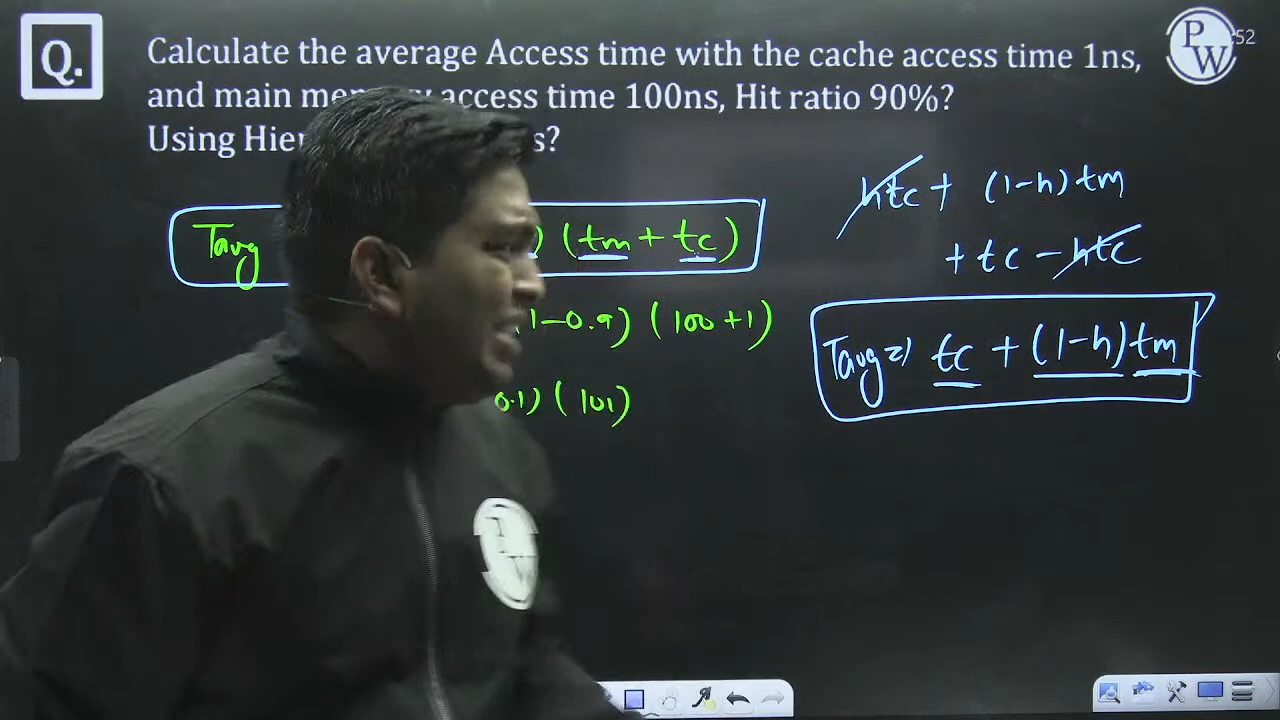 Q.
Calculate the average Access time with the cache access time 1ns,
and main access time 100ns, Hit ratio 90%?
Using
PW
52
htc + (1-h) tm
+ tc - htc
Tavg (tm + tc)
(1-0.9) (100 +1)
Tavg => tc + (1-h) tm
0.1) (101)